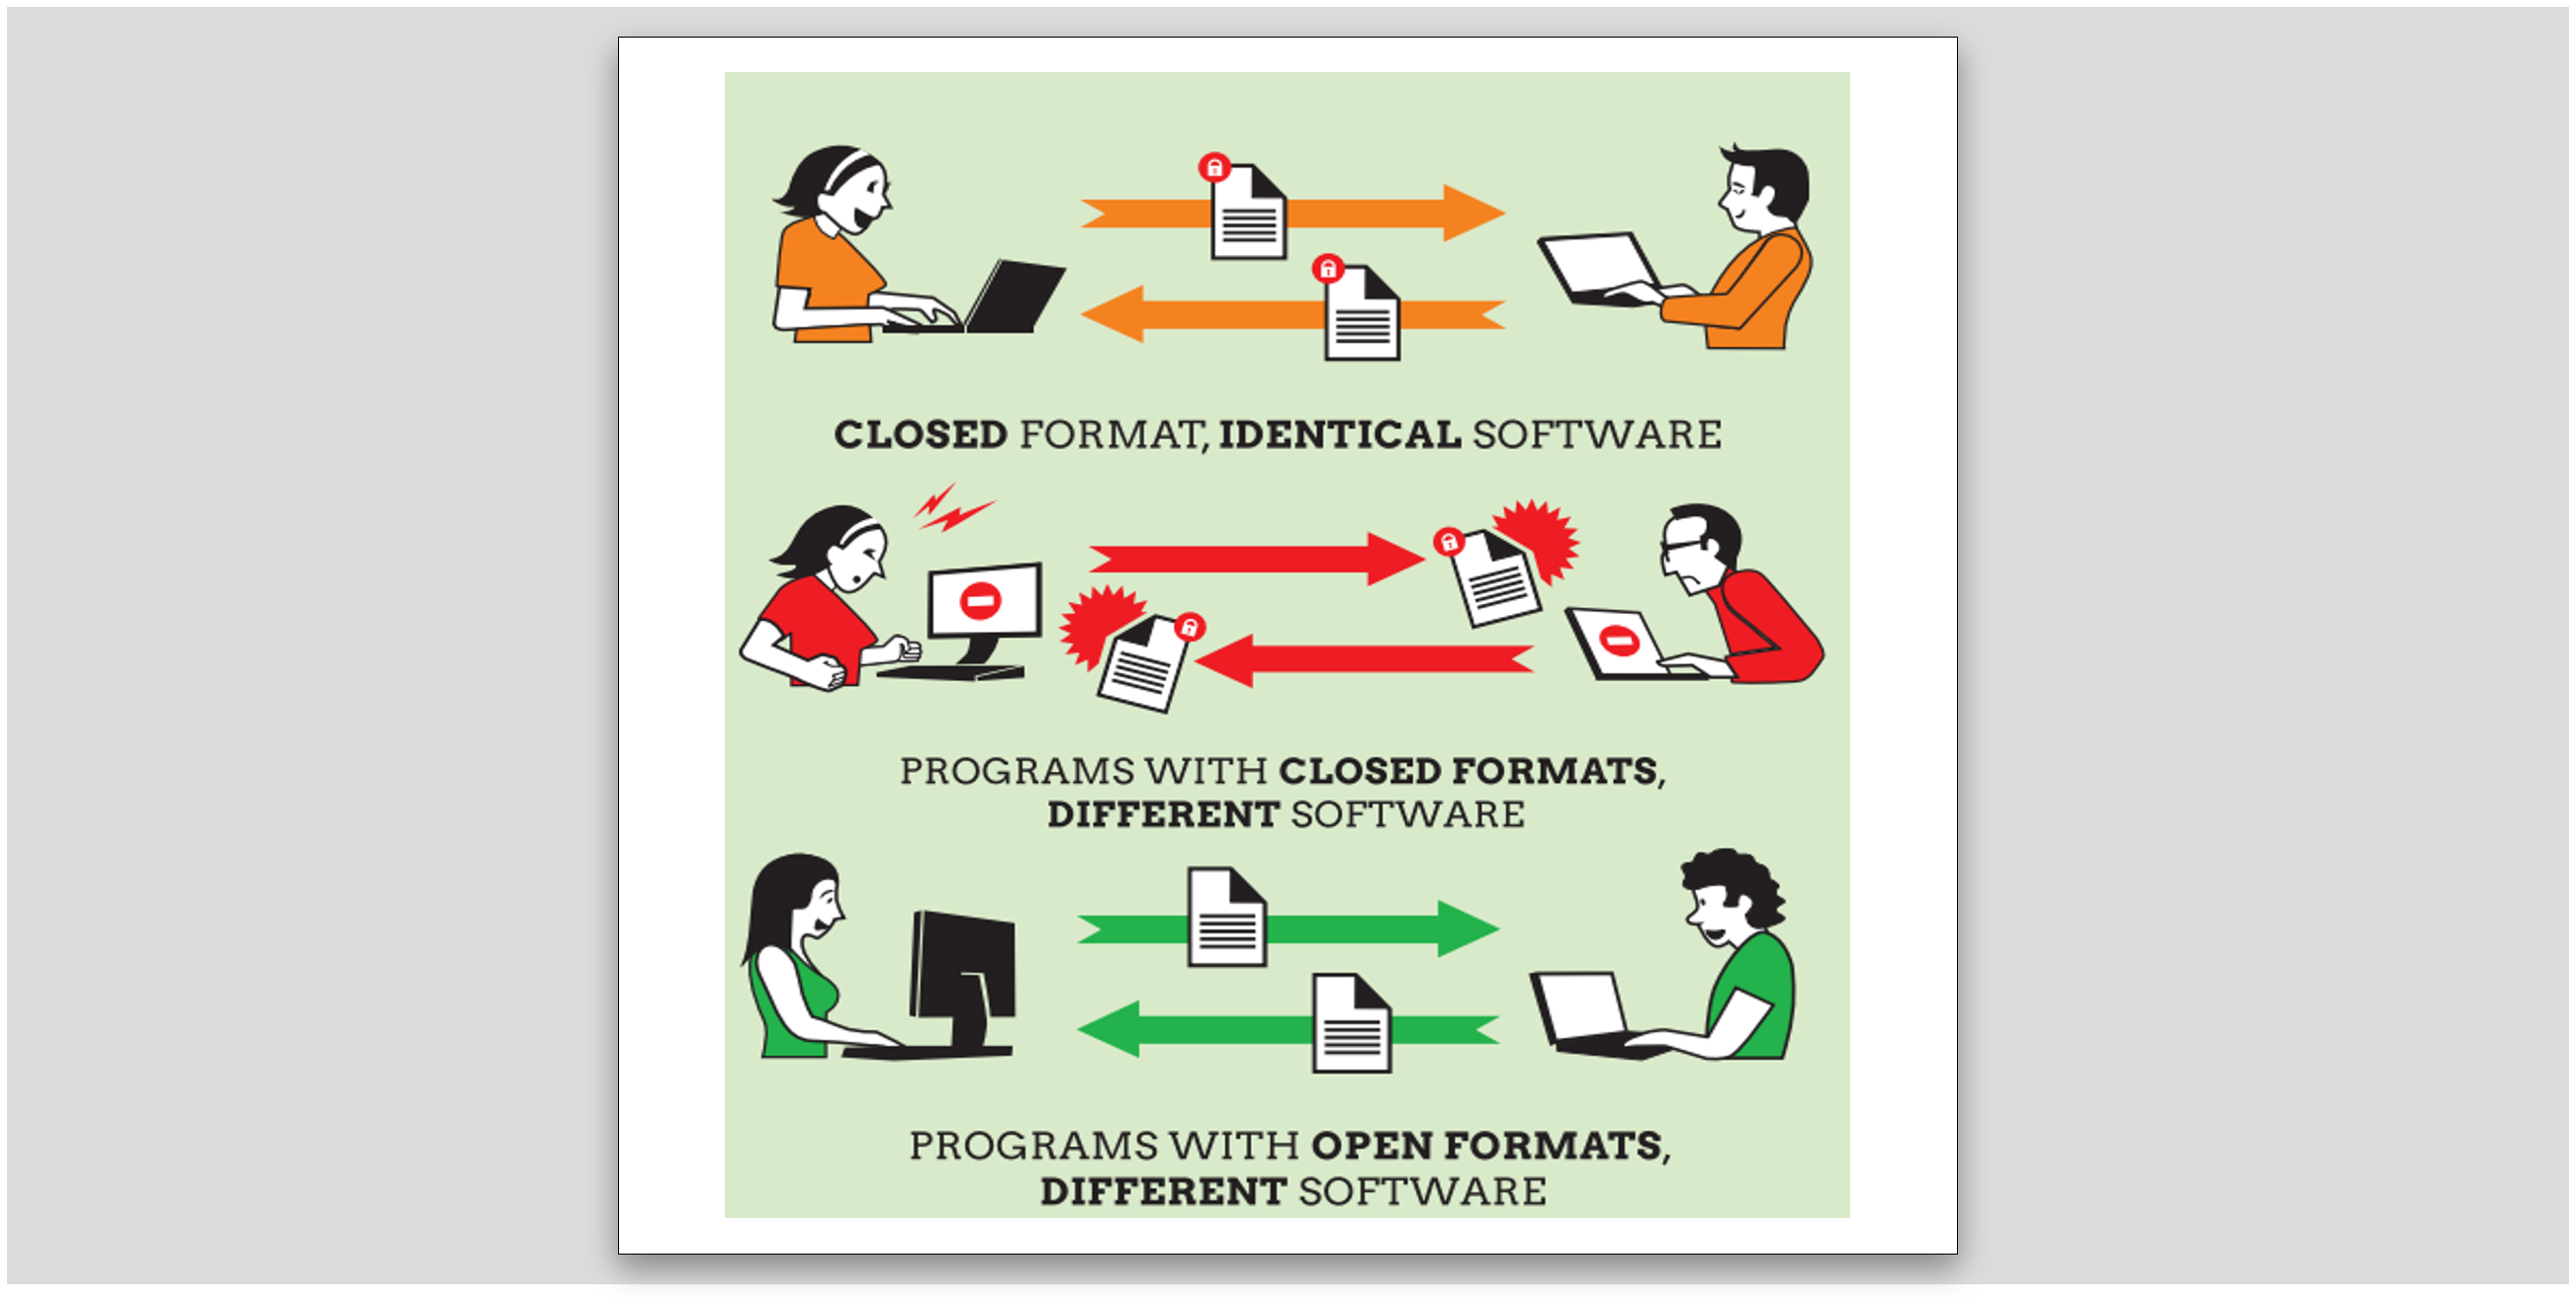 CLOSED FORMAT, IDENTICAL SOFTWARE
PROGRAMS WITH CLOSED FORMATS,
DIFFERENT SOFTWARE
PROGRAMS WITH OPEN FORMATS,
DIFFERENT SOFTWARE